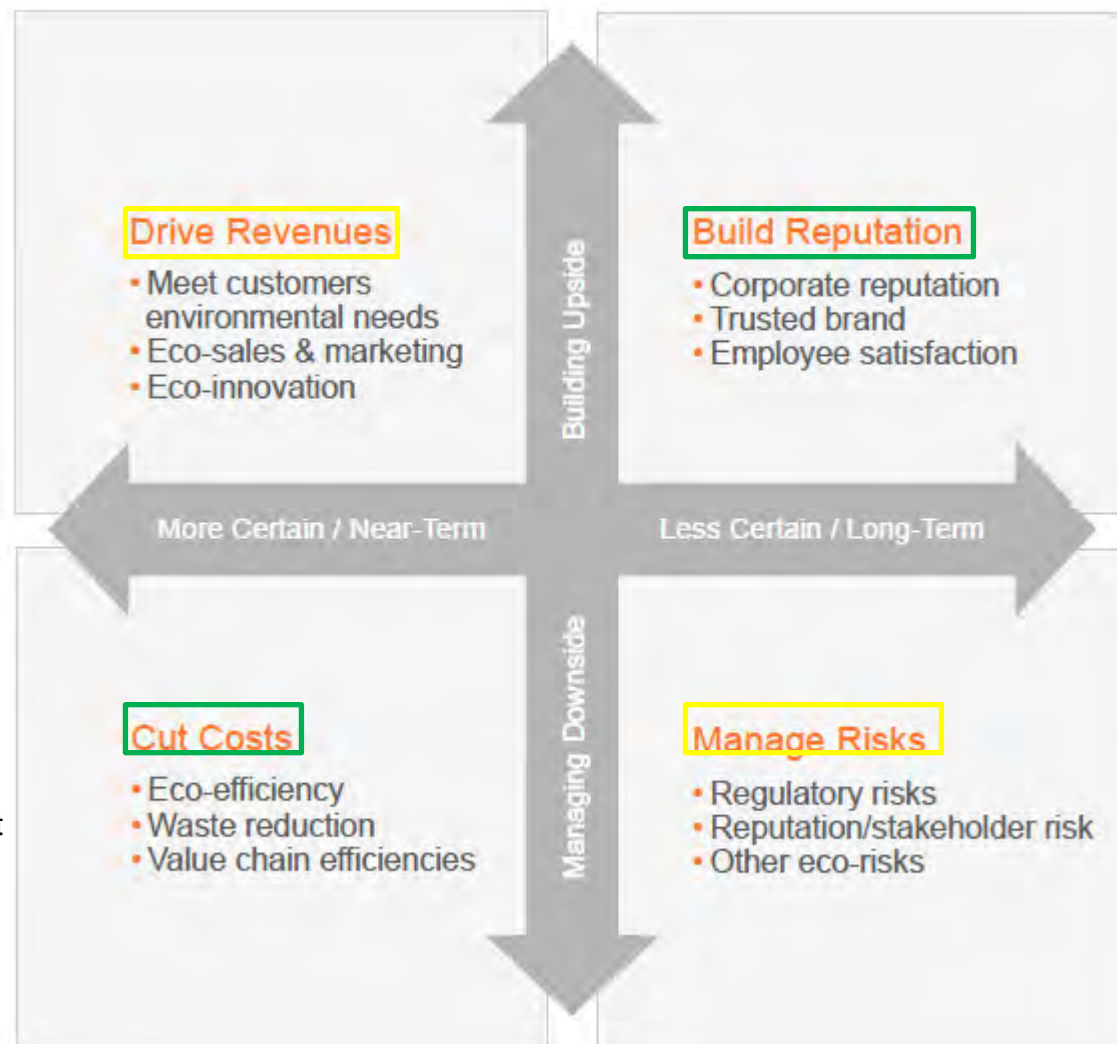 Drive Revenues
• Meet customers
environmental needs
• Eco-sales & marketing
• Eco-innovation
Build Reputation
• Corporate reputation
• Trusted brand
• Employee satisfaction
Building Upside
More Certain / Near-Term
Less Certain / Long-Term
Managing Downside
Cut Costs
• Eco-efficiency
• Waste reduction
• Value chain efficiencies
Manage Risks
• Regulatory risks
• Reputation/stakeholder risk
• Other eco-risks